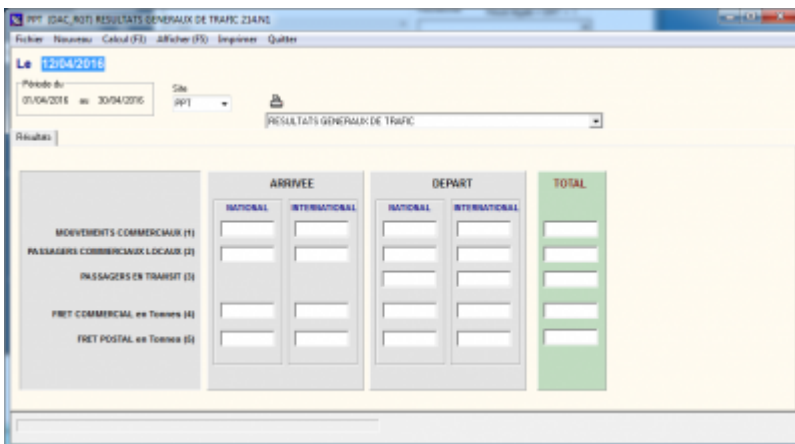 PPT (DAC_RGT) RESULTATS GENERAUX DE TRAFIC 214.N1
Fichier Nouveau Calcul (F3) Afficher (F5) Imprimer Quitter
Le 12/04/2016
Période du
01/04/2016 au 30/04/2016
Site
PPT
RESULTATS GENERAUX DE TRAFIC
Résultats
ARRIVEE DEPART TOTAL
NATIONAL INTERNATIONAL NATIONAL INTERNATIONAL
MOUVEMENTS COMMERCIAUX (1)
PASSAGERS COMMERCIAUX LOCAUX (2)
PASSAGERS EN TRANSIT (3)
FRET COMMERCIAL en Tonnes (4)
FRET POSTAL en Tonnes (5)